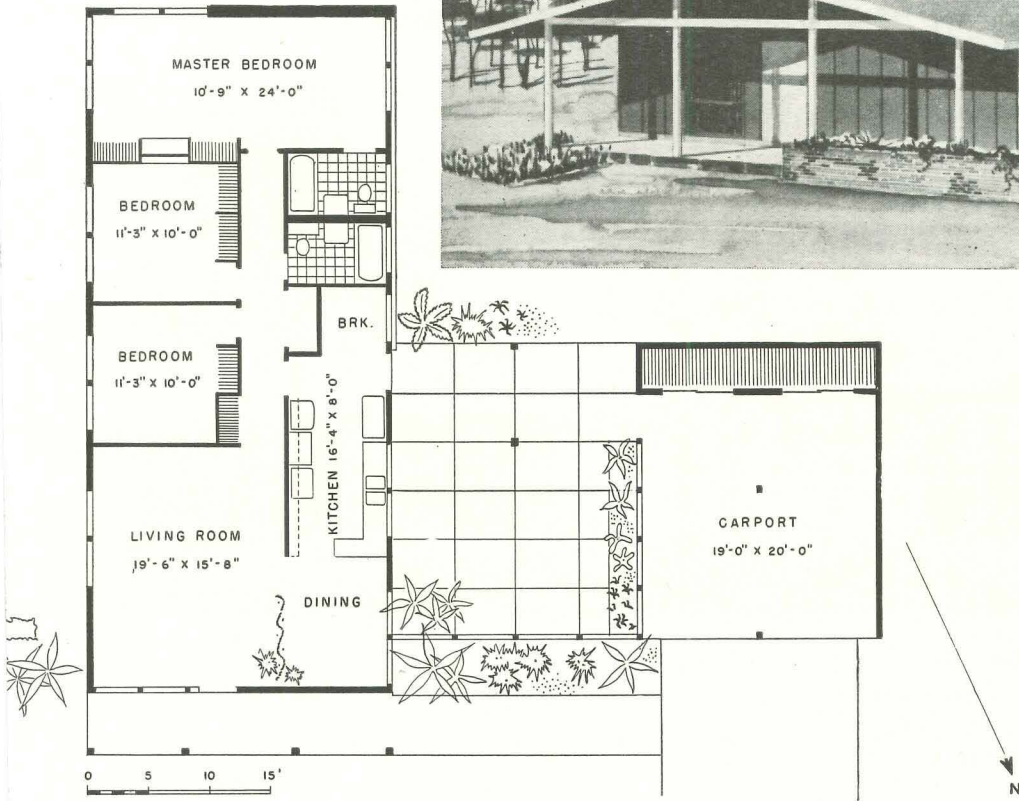 MASTER BEDROOM
10'-9" X 24'-0"
BEDROOM
11'-3" X 10'-0"
BRK.
BEDROOM
11'-3" X 10'-0"
KITCHEN 16'-4" X 8'-0"
LIVING ROOM
19'-6" X 15'-8"
CARPORT
19'-0" X 20'-0"
DINING
0 5 10 15'
N